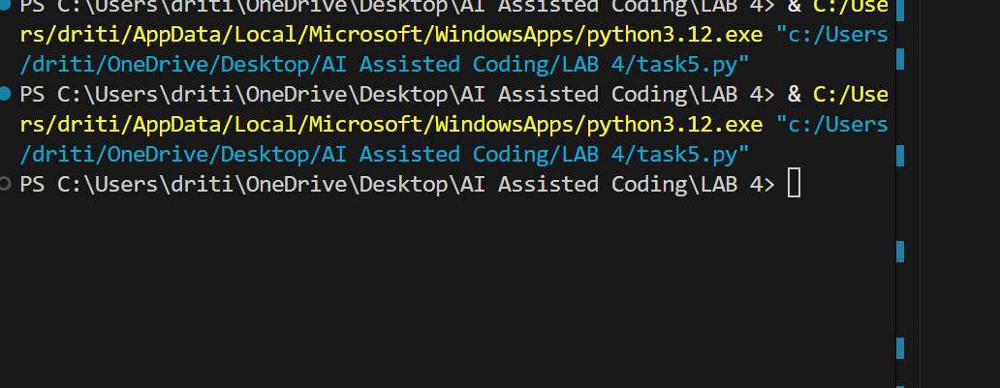 PS C:\Users\driti\OneDrive\Desktop\AI Assisted Coding\LAB 4> & C:/Use
rs/driti/AppData/Local/Microsoft/WindowsApps/python3.12.exe "c:/Users
/driti/OneDrive/Desktop/AI Assisted Coding/LAB 4/task5.py"
PS C:\Users\driti\OneDrive\Desktop\AI Assisted Coding\LAB 4> & C:/Use
rs/driti/AppData/Local/Microsoft/WindowsApps/python3.12.exe "c:/Users
/driti/OneDrive/Desktop/AI Assisted Coding/LAB 4/task5.py"
PS C:\Users\driti\OneDrive\Desktop\AI Assisted Coding\LAB 4>